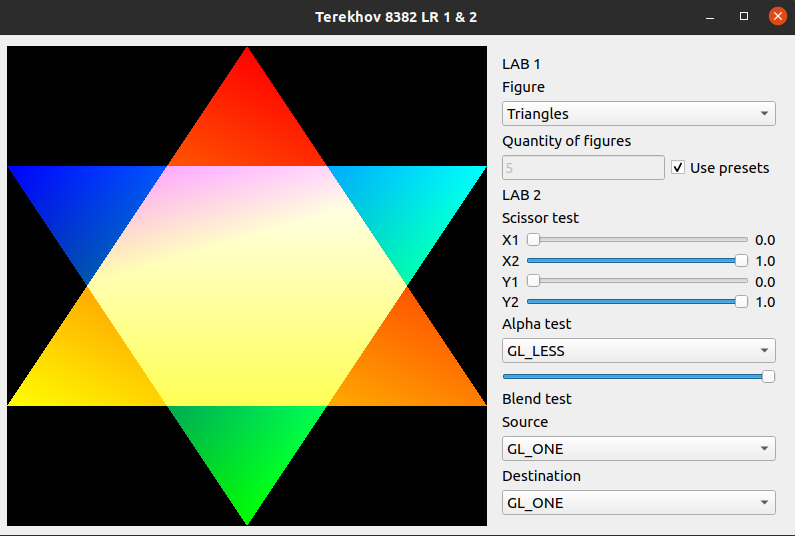 Terekhov 8382 LR 1 & 2
LAB 1
Figure
Triangles
Quantity of figures
5
Use presets
LAB 2
Scissor test
X1 0.0
X2 1.0
Y1 0.0
Y2 1.0
Alpha test
GL_LESS
Blend test
Source
GL_ONE
Destination
GL_ONE